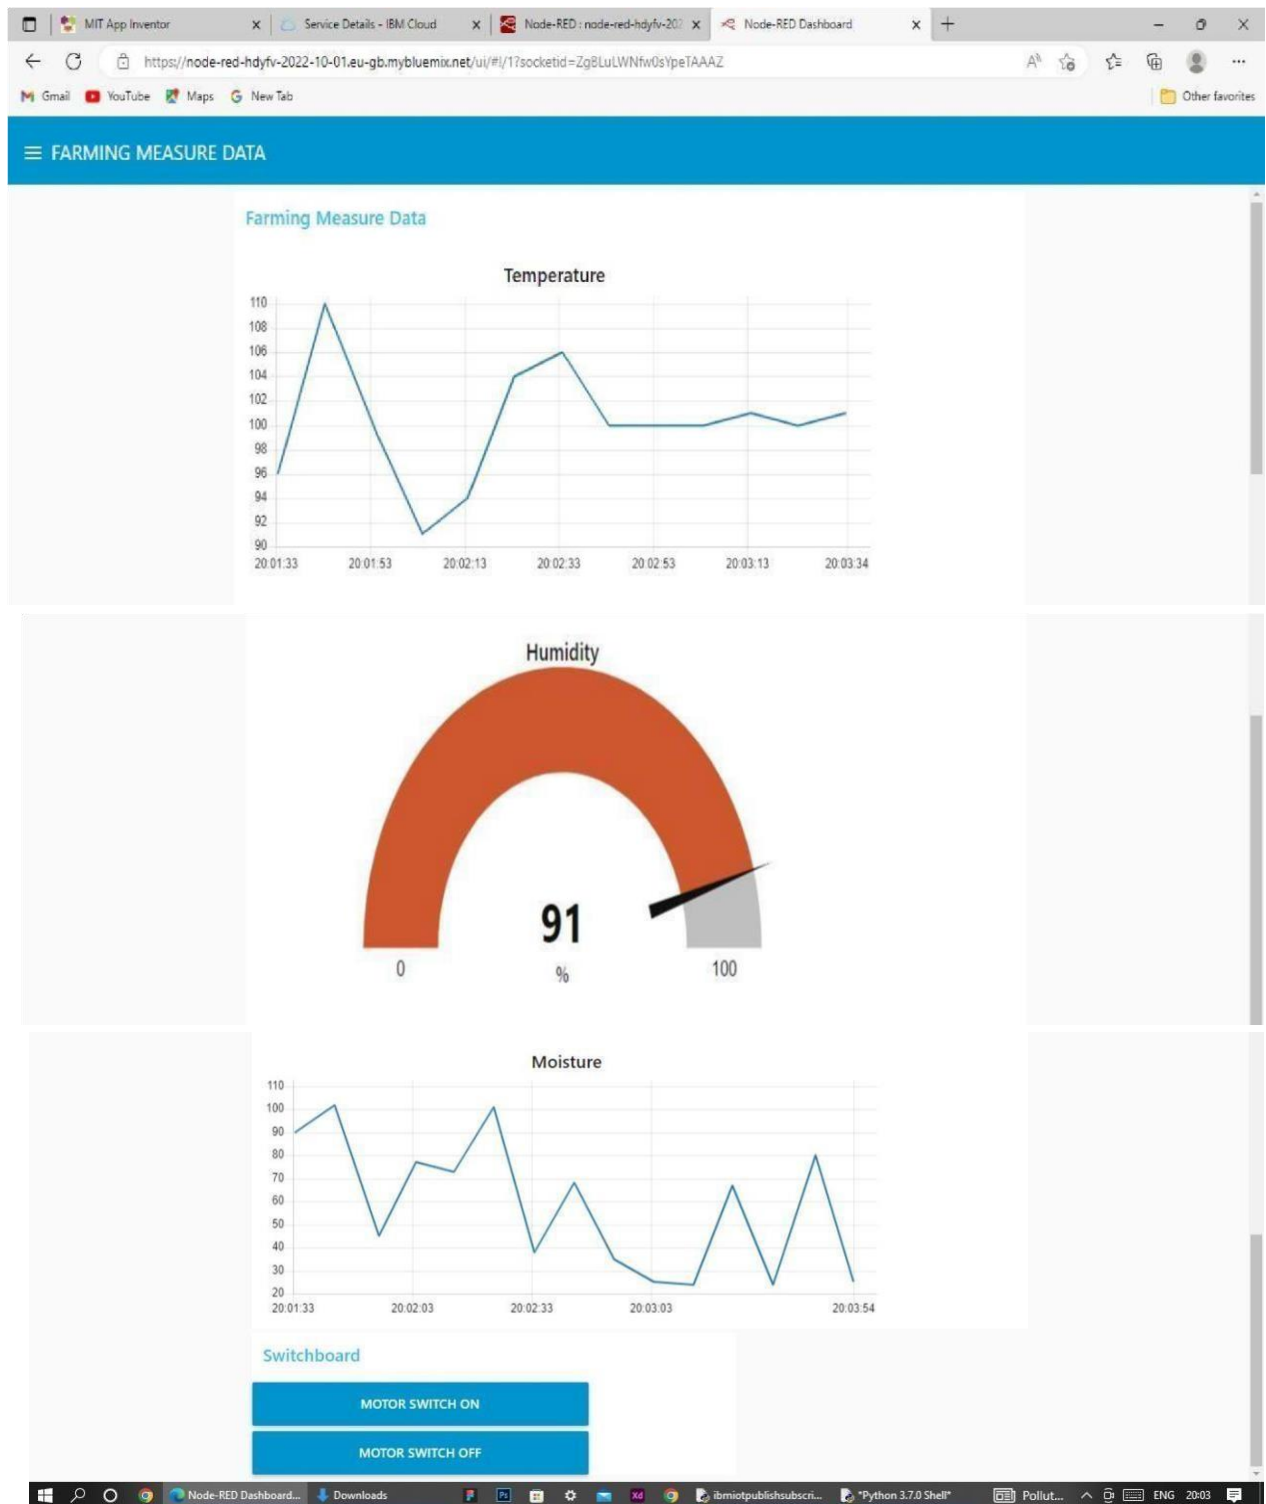 MIT App Inventor
Service Details - IBM Cloud
Node-RED : node-red-hdyfv-202
Node-RED Dashboard
https://node-red-hdyfv-2022-10-01.eu-gb.mybluemix.net/ui/#!/1?socketid=ZgBLuLWNfw0sYpeTAAAZ
Gmail YouTube Maps New Tab Other favorites
FARMING MEASURE DATA
Farming Measure Data
Temperature
110
108
106
104
102
100
98
96
94
92
90
20:01:33 20:01:53 20:02:13 20:02:33 20:02:53 20:03:13 20:03:34
Humidity
91
0 % 100
Moisture
110
100
90
80
70
60
50
40
30
20
20:01:33 20:02:03 20:02:33 20:03:03 20:03:54
Switchboard
MOTOR SWITCH ON
MOTOR SWITCH OFF
Node-RED Dashboard... Downloads Ps Xd ibmiotpublishsubscri... *Python 3.7.0 Shell* Pollut... ENG 20:03